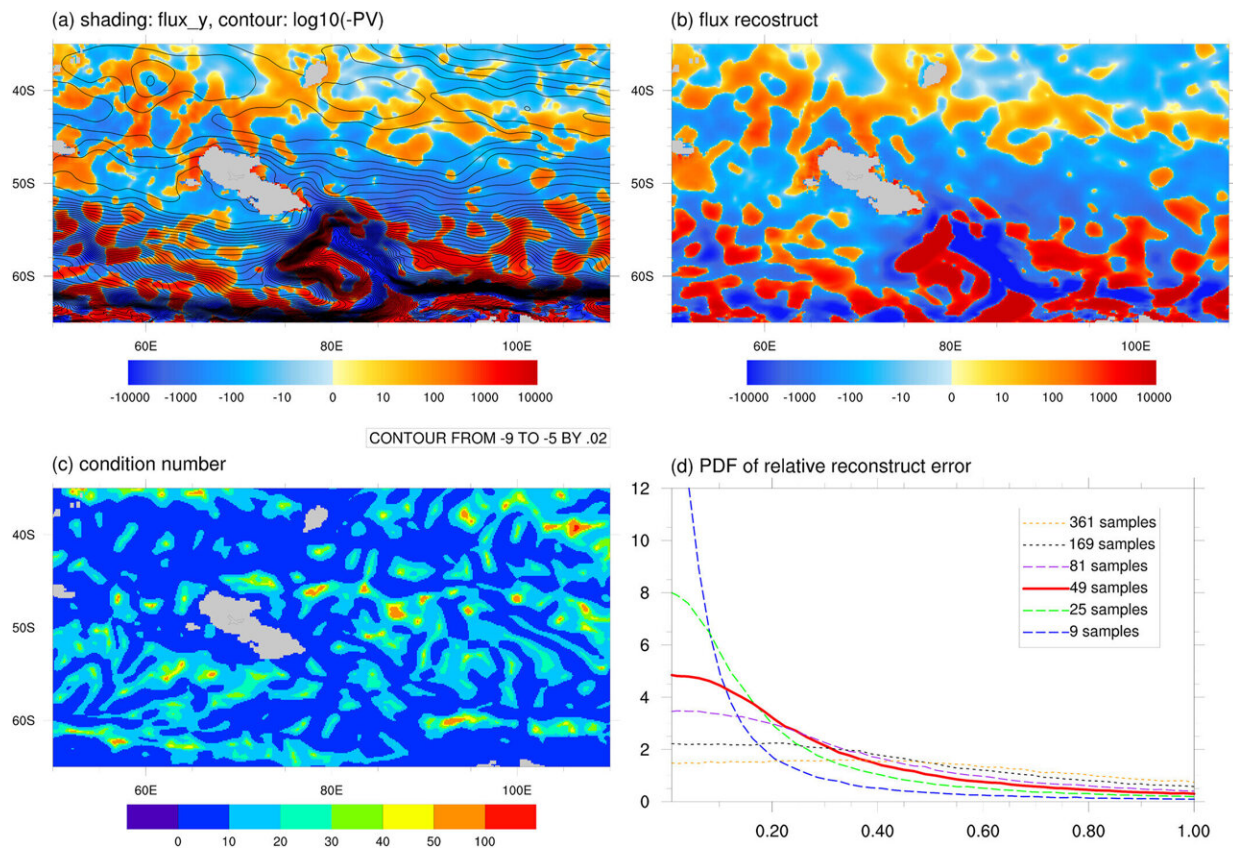 (a) shading: flux_y, contour: log10(-PV)
(b) flux recostruct
40S
50S
60S
60E 80E 100E
-10000 -1000 -100 -10 0 10 100 1000 10000
40S
50S
60S
60E 80E 100E
-10000 -1000 -100 -10 0 10 100 1000 10000
CONTOUR FROM -9 TO -5 BY .02
(c) condition number
40S
50S
60S
60E 80E 100E
0 10 20 30 40 50 100
(d) PDF of relative reconstruct error
12
10
8
6
4
2
0
361 samples
169 samples
81 samples
49 samples
25 samples
9 samples
0.20 0.40 0.60 0.80 1.00